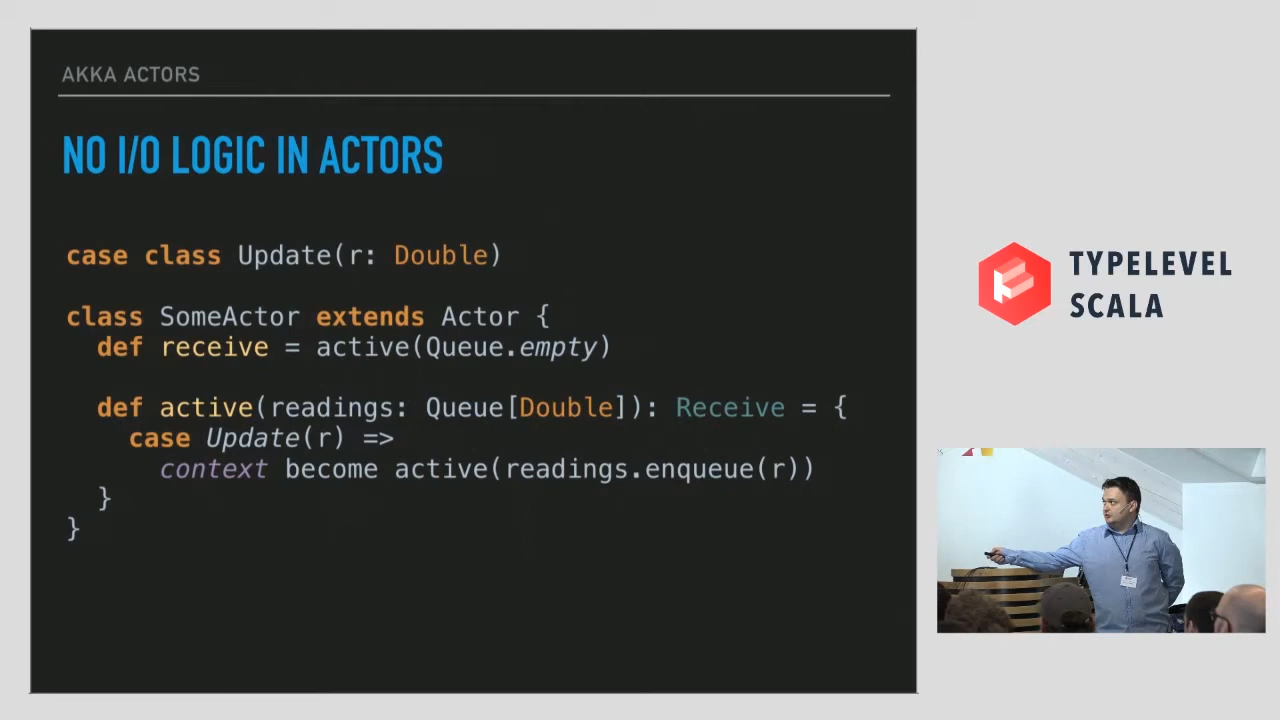 AKKA ACTORS
NO I/O LOGIC IN ACTORS
case class Update(r: Double)
class SomeActor extends Actor {
def receive = active(Queue.empty)
def active(readings: Queue[Double]): Receive = {
case Update(r) =>
context become active(readings.enqueue(r))
}
}
TYPELEVEL
SCALA